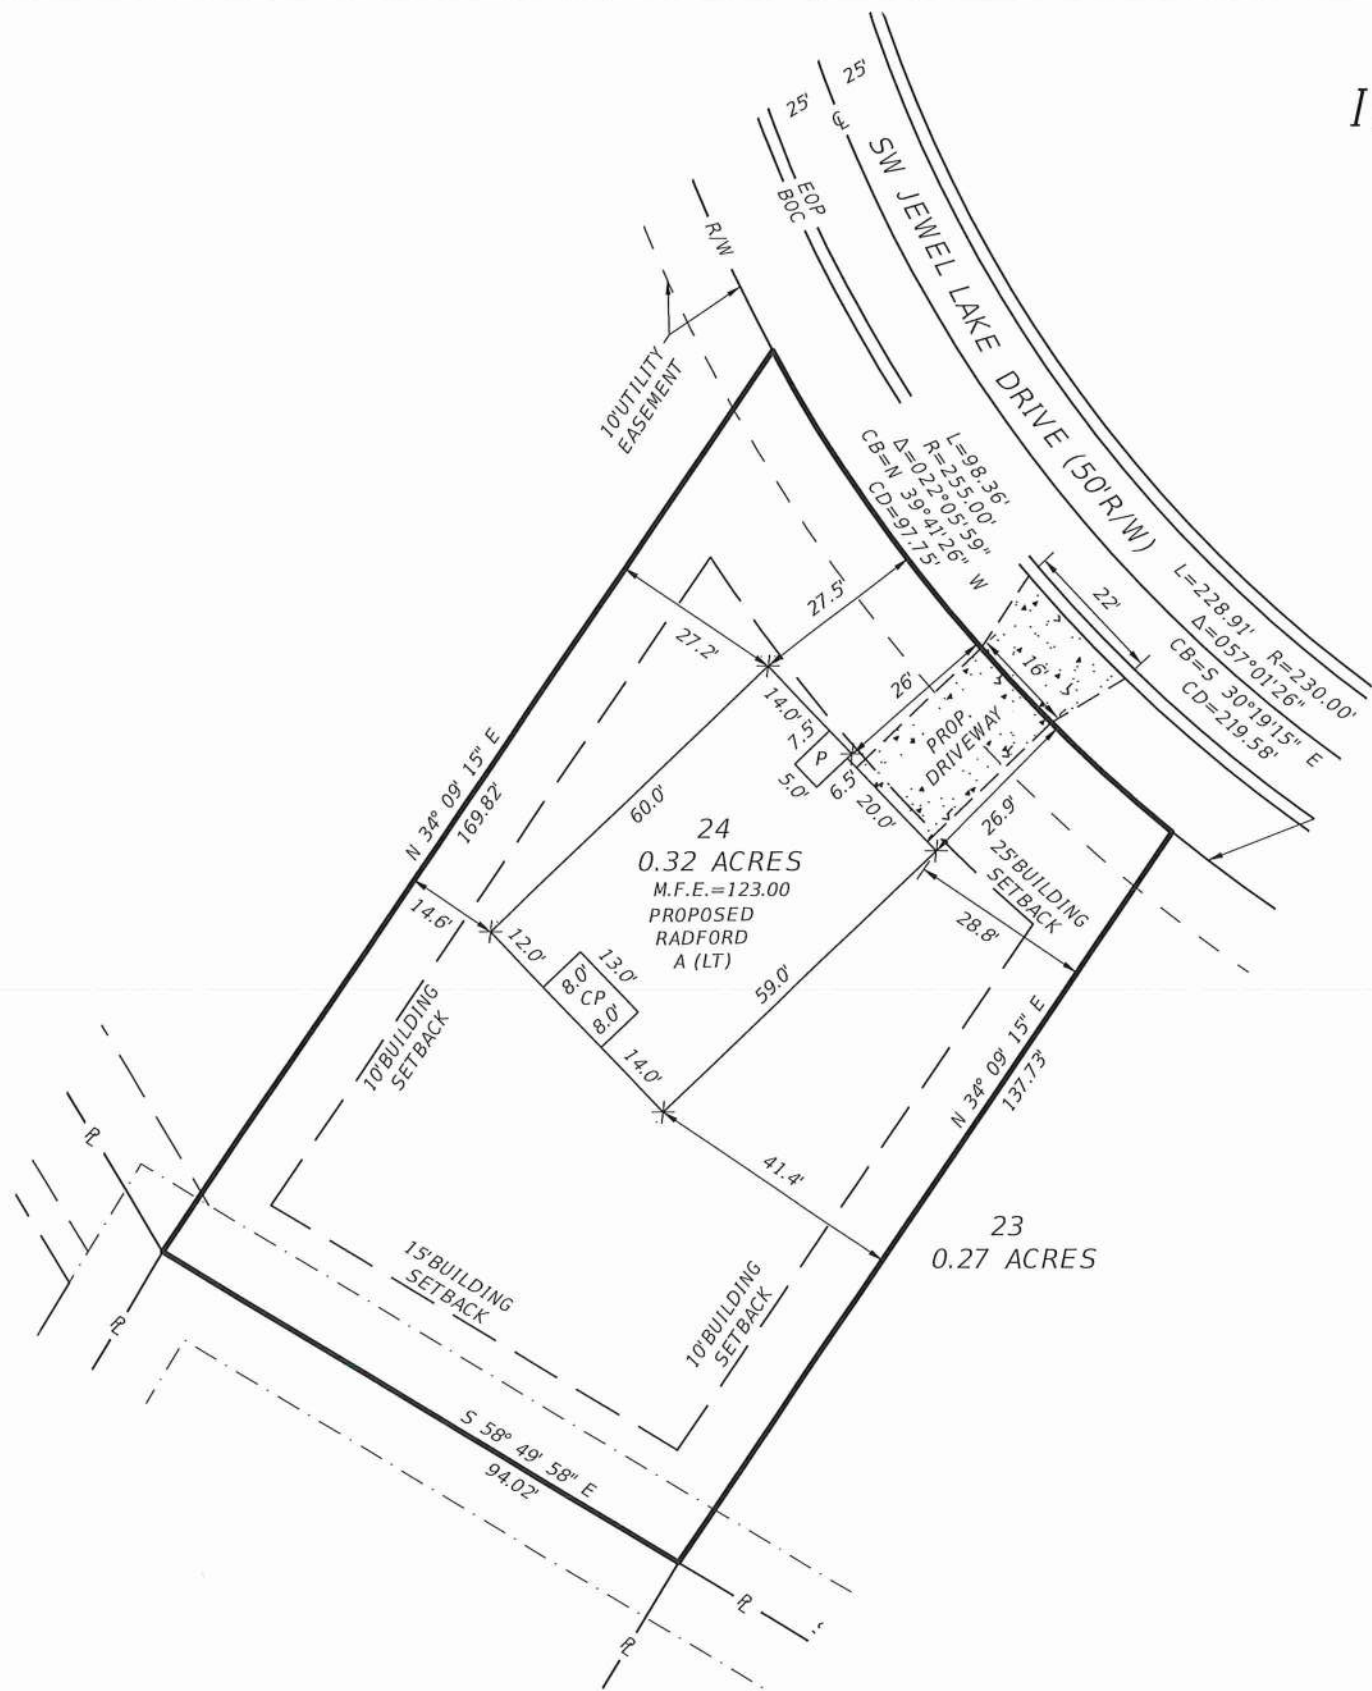 I
25'
25'
℄
SW JEWEL LAKE DRIVE (50'R/W)
EOP
BOC
R/W
10'UTILITY
EASEMENT
L=98.36'
R=255.00'
Δ=022°05'59"
CB=N 39°41'26" W
CD=97.75'
L=228.91'
R=230.00'
Δ=057°01'26"
CB=S 30°19'15" E
CD=219.58'
22'
27.5'
27.2'
26'
16'
PROP.
DRIVEWAY
14.0'
7.5'
P
5.0'
6.5'
20.0'
26.9'
N 34° 09' 15" E
169.82'
60.0'
24
0.32 ACRES
M.F.E.=123.00
PROPOSED
RADFORD
A (LT)
25'BUILDING
SETBACK
28.8'
14.6'
12.0'
13.0'
8.0'
CP
8.0'
14.0'
59.0'
10'BUILDING
SETBACK
N 34° 09' 15" E
137.73'
41.4'
23
0.27 ACRES
15'BUILDING
SETBACK
10'BUILDING
SETBACK
S 58° 49' 58" E
94.02'
℞
℞
℞
℞